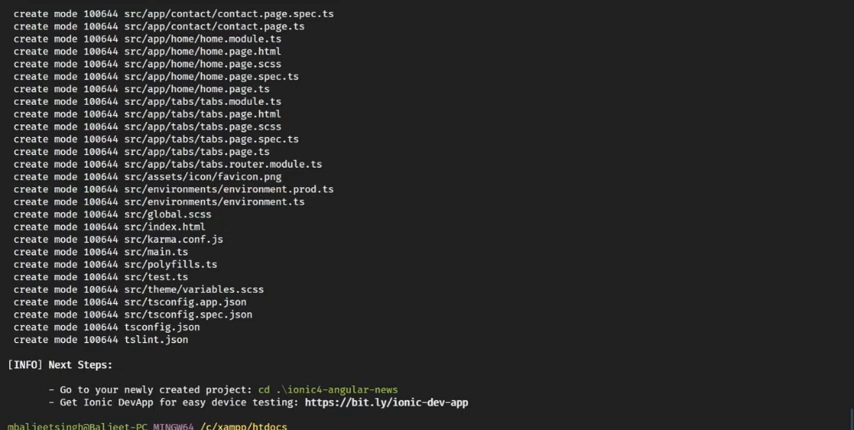 create mode 100644 src/app/contact/contact.page.spec.ts
create mode 100644 src/app/contact/contact.page.ts
create mode 100644 src/app/home/home.module.ts
create mode 100644 src/app/home/home.page.html
create mode 100644 src/app/home/home.page.scss
create mode 100644 src/app/home/home.page.spec.ts
create mode 100644 src/app/home/home.page.ts
create mode 100644 src/app/tabs/tabs.module.ts
create mode 100644 src/app/tabs/tabs.page.html
create mode 100644 src/app/tabs/tabs.page.scss
create mode 100644 src/app/tabs/tabs.page.spec.ts
create mode 100644 src/app/tabs/tabs.page.ts
create mode 100644 src/app/tabs/tabs.router.module.ts
create mode 100644 src/assets/icon/favicon.png
create mode 100644 src/environments/environment.prod.ts
create mode 100644 src/environments/environment.ts
create mode 100644 src/global.scss
create mode 100644 src/index.html
create mode 100644 src/karma.conf.js
create mode 100644 src/main.ts
create mode 100644 src/polyfills.ts
create mode 100644 src/test.ts
create mode 100644 src/theme/variables.scss
create mode 100644 src/tsconfig.app.json
create mode 100644 src/tsconfig.spec.json
create mode 100644 tsconfig.json
create mode 100644 tslint.json
[INFO] Next Steps:
- Go to your newly created project: cd .\ionic4-angular-news
- Get Ionic DevApp for easy device testing: https://bit.ly/ionic-dev-app
mbaljeetsingh@Baljeet-PC MINGW64 /c/xampp/htdocs